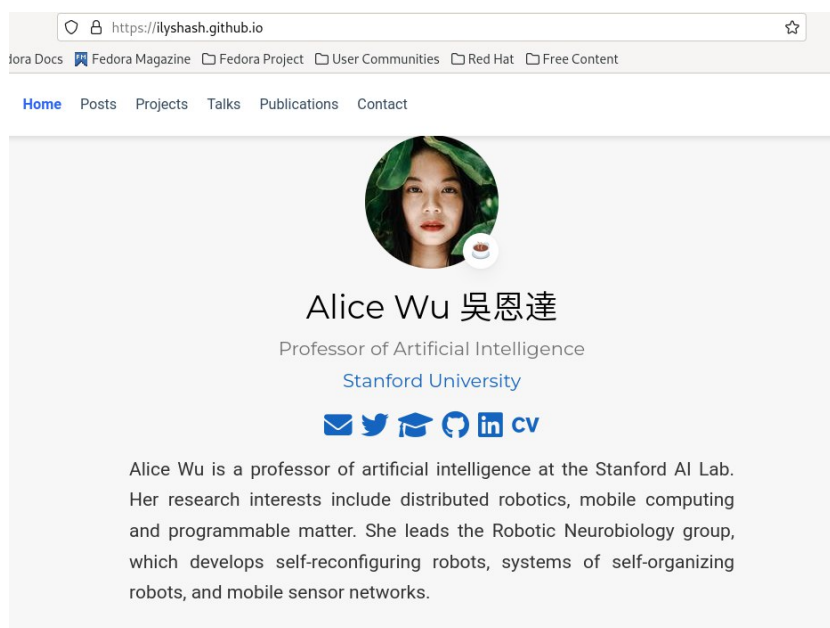 https://ilyshash.github.io
dora Docs Fedora Magazine Fedora Project User Communities Red Hat Free Content
Home Posts Projects Talks Publications Contact
Alice Wu 吳恩達
Professor of Artificial Intelligence
Stanford University
CV
Alice Wu is a professor of artificial intelligence at the Stanford AI Lab.
Her research interests include distributed robotics, mobile computing
and programmable matter. She leads the Robotic Neurobiology group,
which develops self-reconfiguring robots, systems of self-organizing
robots, and mobile sensor networks.